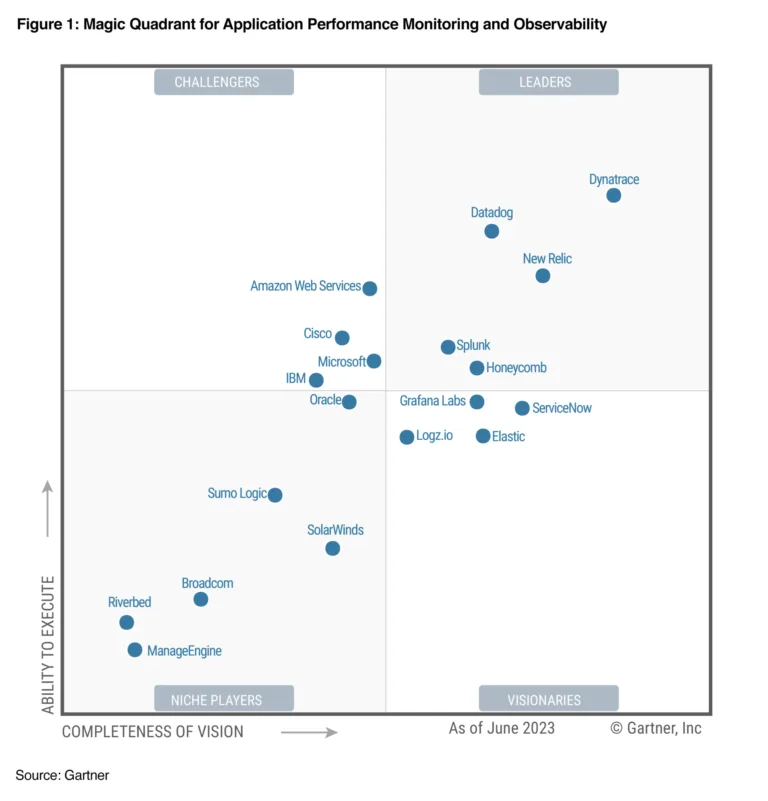 Figure 1: Magic Quadrant for Application Performance Monitoring and Observability
CHALLENGERS
LEADERS
Dynatrace
Datadog
New Relic
Amazon Web Services
Cisco
Splunk
Microsoft
Honeycomb
IBM
Oracle
Grafana Labs
ServiceNow
Logz.io
Elastic
Sumo Logic
SolarWinds
Broadcom
Riverbed
ManageEngine
ABILITY TO EXECUTE
NICHE PLAYERS
VISIONARIES
COMPLETENESS OF VISION
As of June 2023
© Gartner, Inc
Source: Gartner